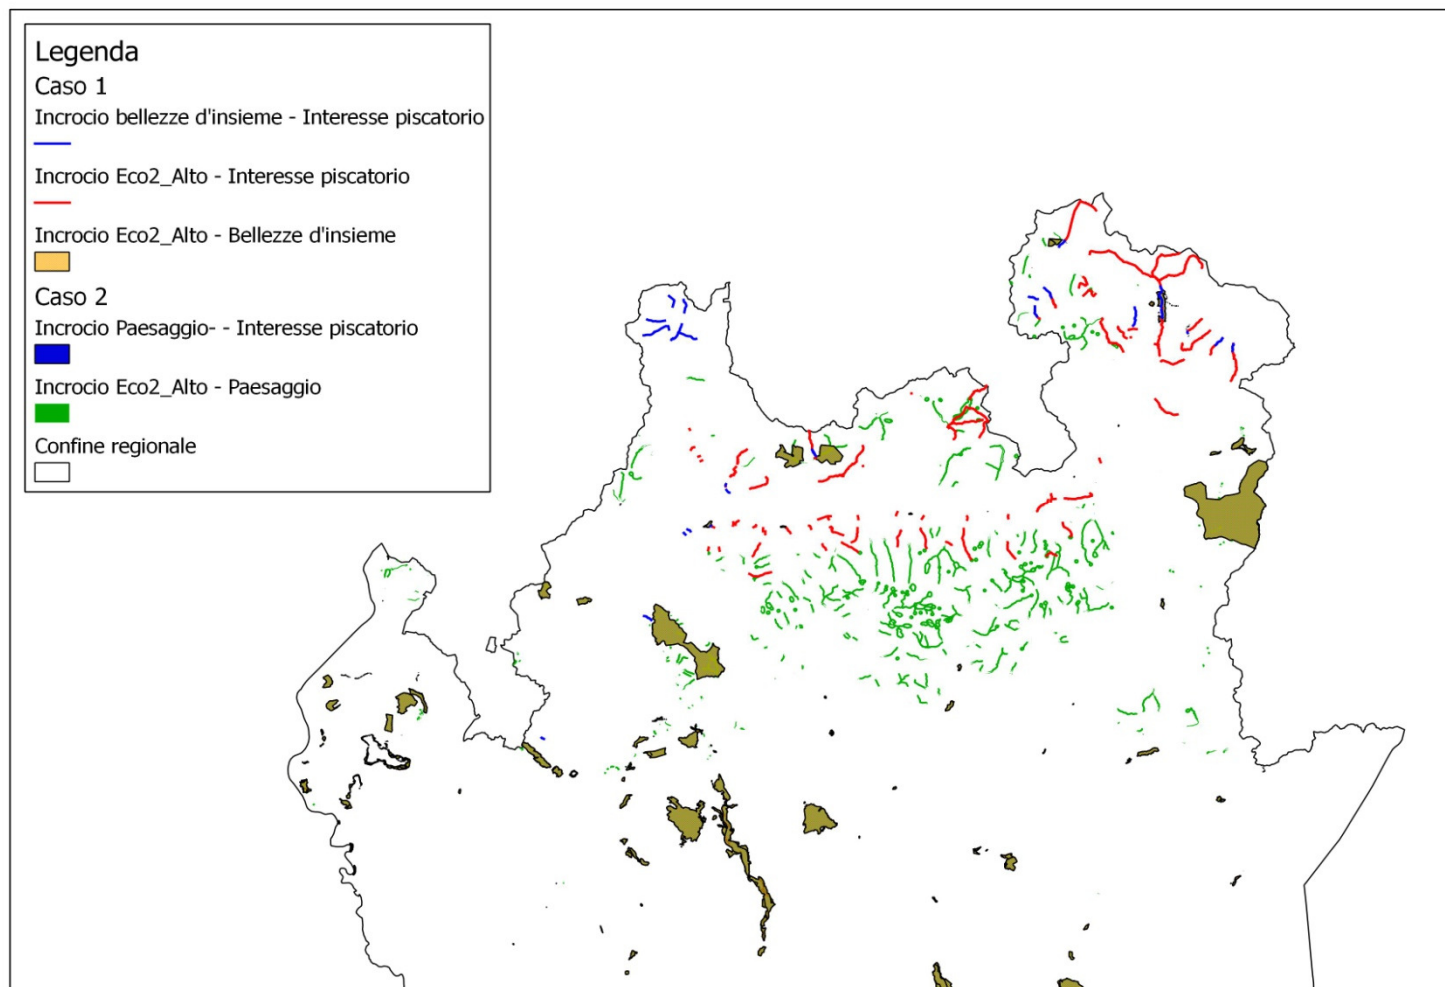 Legenda
Caso 1
Incrocio bellezze d'insieme - Interesse piscatorio
Incrocio Eco2_Alto - Interesse piscatorio
Incrocio Eco2_Alto - Bellezze d'insieme
Caso 2
Incrocio Paesaggio- - Interesse piscatorio
Incrocio Eco2_Alto - Paesaggio
Confine regionale